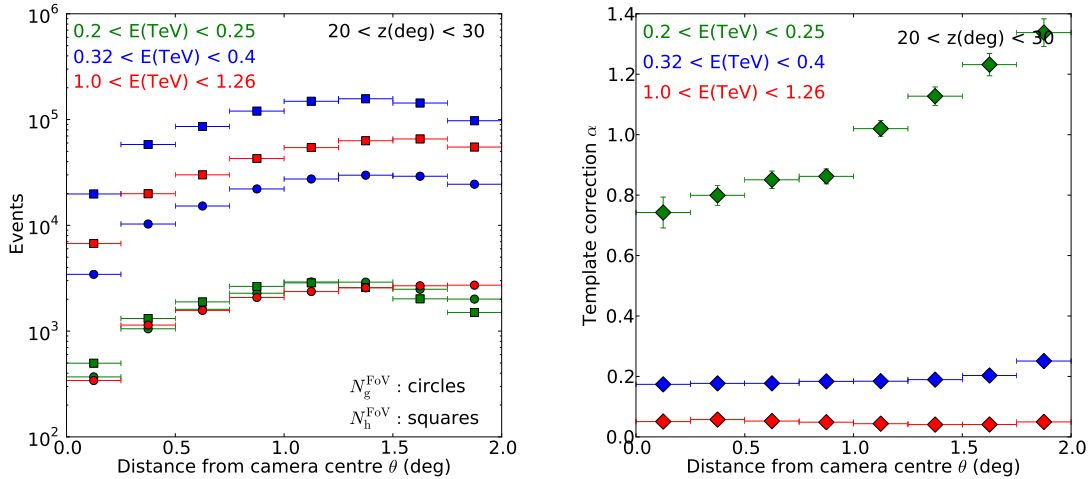 0.2 < E(TeV) < 0.25
20 < z(deg) < 30
0.32 < E(TeV) < 0.4
1.0 < E(TeV) < 1.26
10^6
10^5
10^4
10^3
10^2
Events
N_g^FoV : circles
N_h^FoV : squares
0.0 0.5 1.0 1.5 2.0
Distance from camera centre θ (deg)
0.2 < E(TeV) < 0.25
20 < z(deg) < 30
0.32 < E(TeV) < 0.4
1.0 < E(TeV) < 1.26
1.4
1.2
1.0
0.8
0.6
0.4
0.2
0.0
Template correction α
0.0 0.5 1.0 1.5 2.0
Distance from camera centre θ (deg)